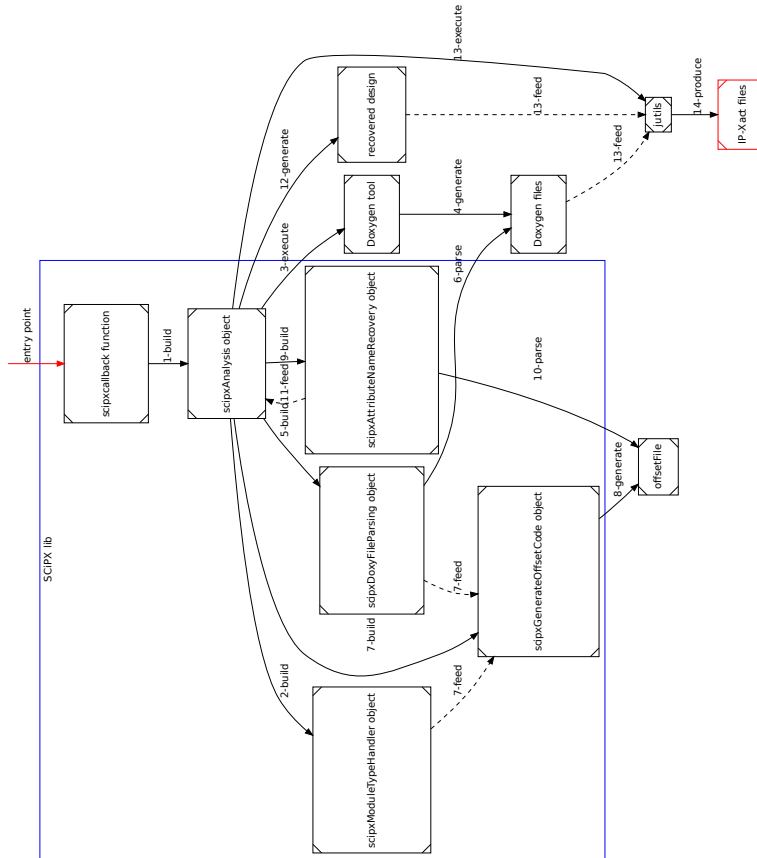 entry point
SCiPX lib
scipxcallback function
1-build
scipxAnalysis object
2-build
7-build
5-build
11-feed
9-build
3-execute
12-generate
13-execute
scipxModuleTypeHandler object
scipxDoxyFileParsing object
scipxAttributeNameRecovery object
Doxygen tool
recovered design
7-feed
7-feed
6-parse
4-generate
scipxGenerateOffsetCode object
Doxygen files
10-parse
13-feed
8-generate
13-feed
offsetFile
jutils
14-produce
IP-Xact files